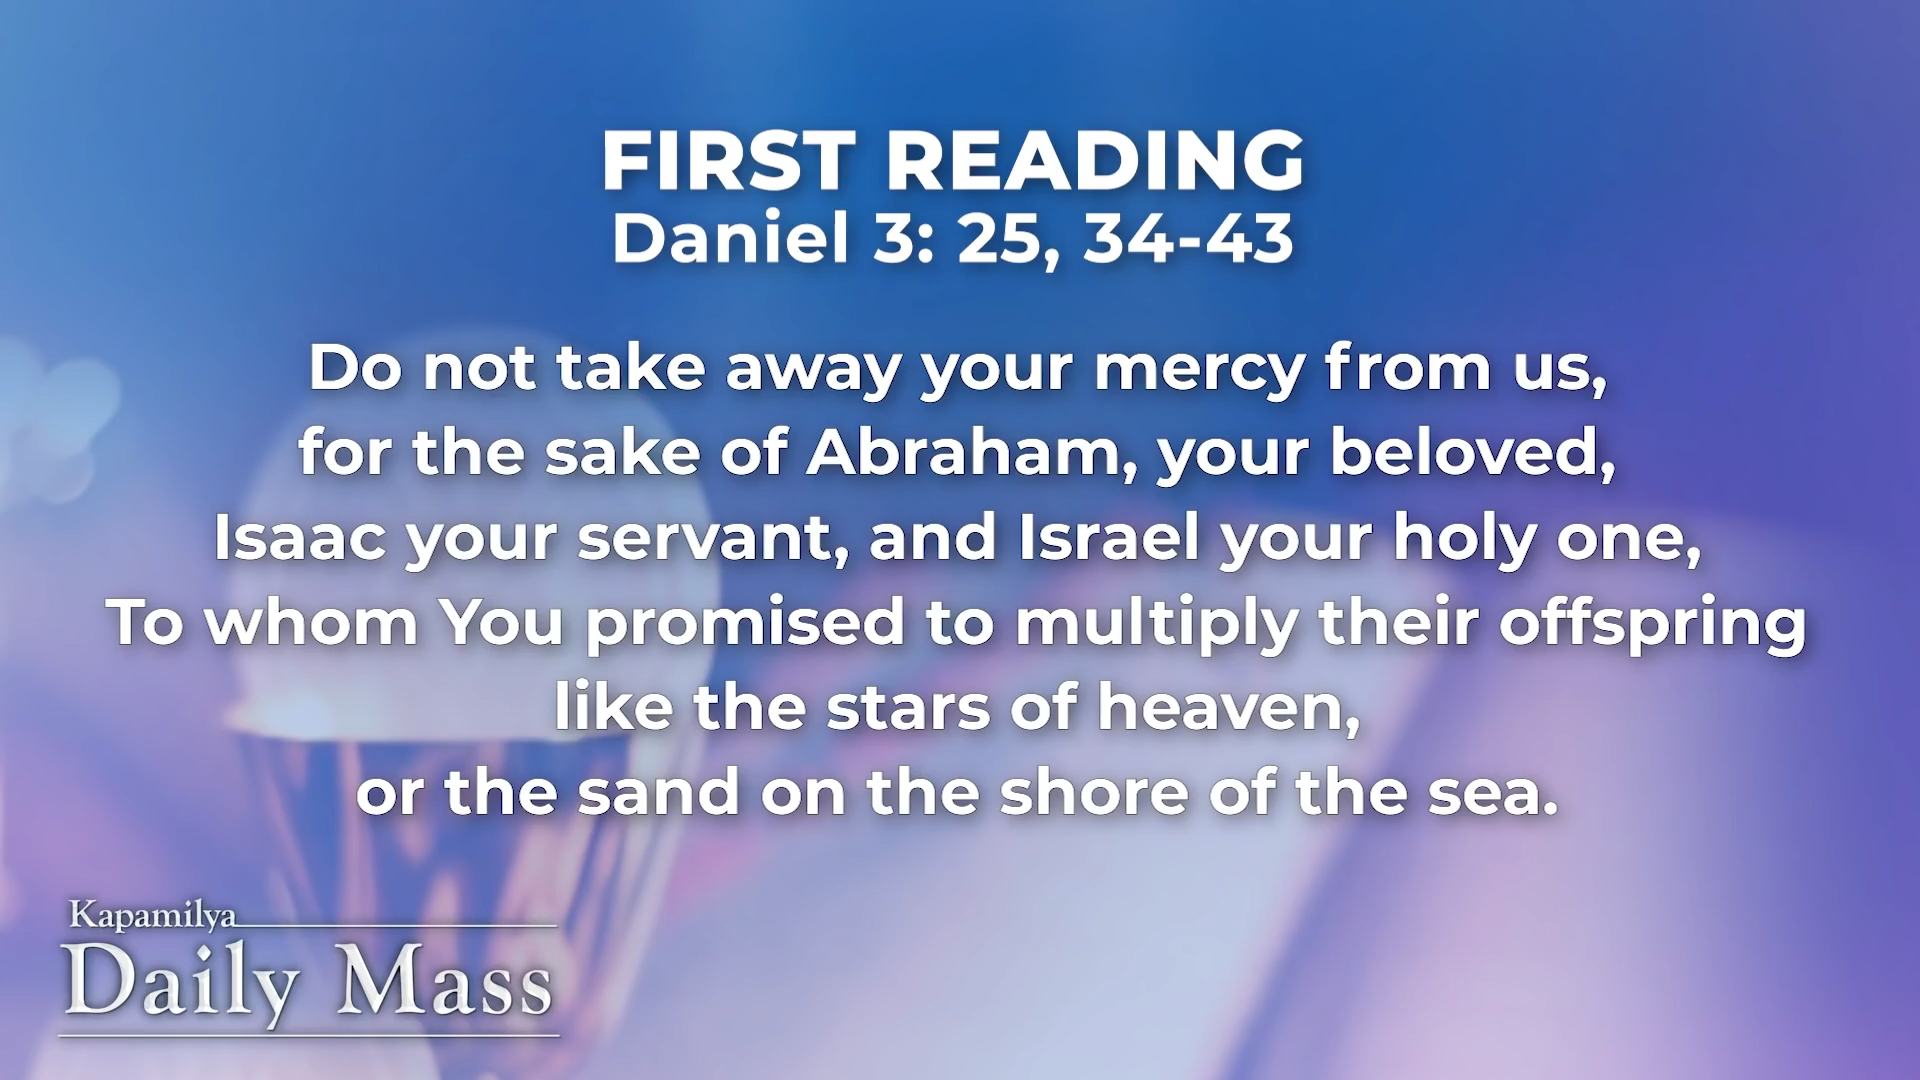 FIRST READING
Daniel 3: 25, 34-43
Do not take away your mercy from us,
for the sake of Abraham, your beloved,
Isaac your servant, and Israel your holy one,
To whom You promised to multiply their offspring
like the stars of heaven,
or the sand on the shore of the sea.
Kapamilya
Daily Mass